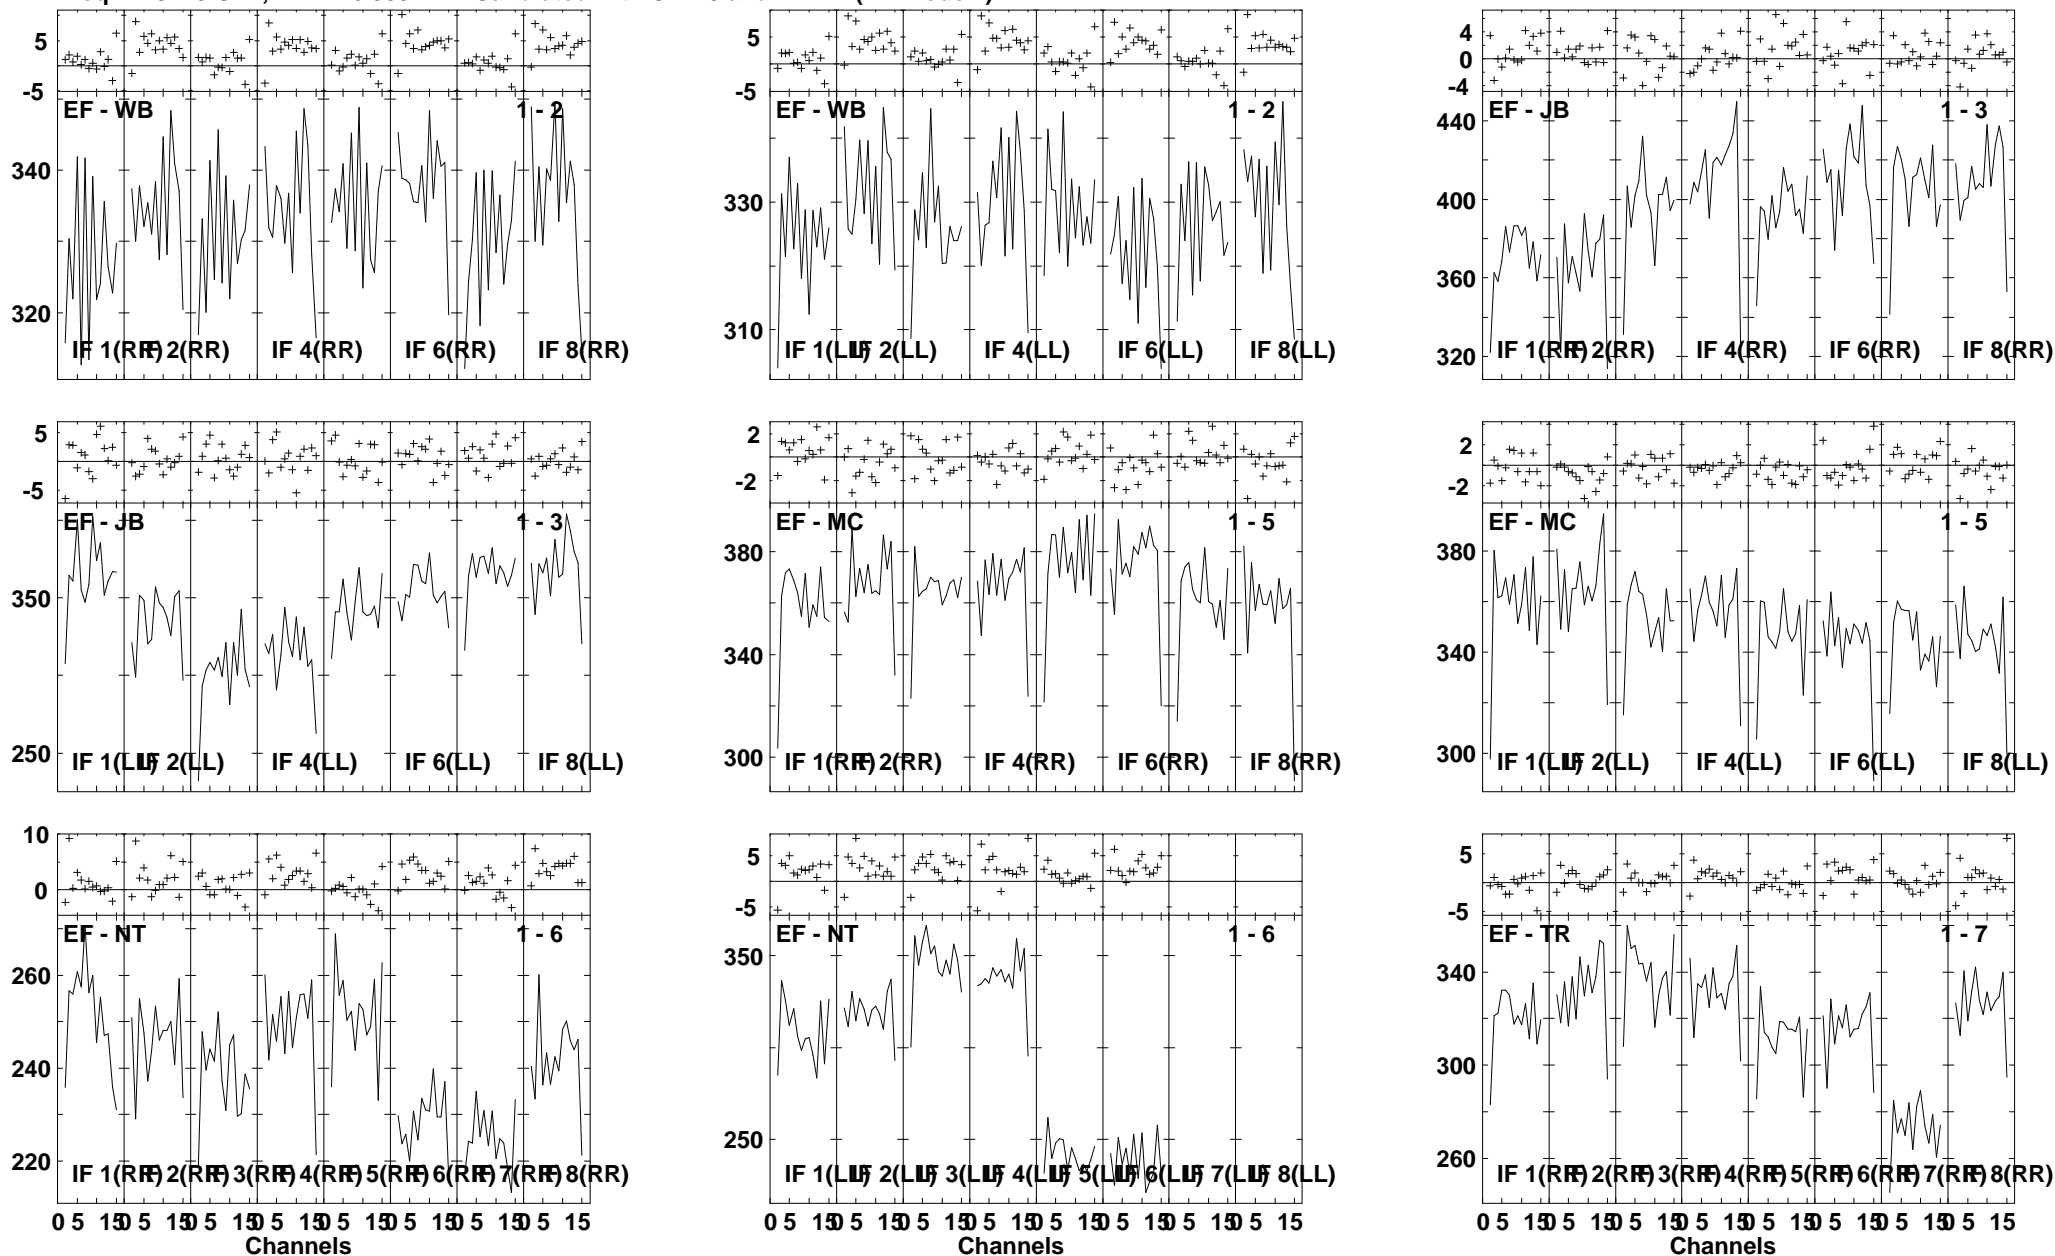 5
-5
EF - WB 1 - 2
340
320
IF 1(RR) IF 2(RR) IF 4(RR) IF 6(RR) IF 8(RR)
5
-5
EF - WB 1 - 2
330
310
IF 1(LL) IF 2(LL) IF 4(LL) IF 6(LL) IF 8(LL)
4
0
-4
EF - JB 1 - 3
440
400
360
320
IF 1(RR) IF 2(RR) IF 4(RR) IF 6(RR) IF 8(RR)
5
-5
EF - JB 1 - 3
350
250
IF 1(LL) IF 2(LL) IF 4(LL) IF 6(LL) IF 8(LL)
2
-2
EF - MC 1 - 5
380
340
300
IF 1(RR) IF 2(RR) IF 4(RR) IF 6(RR) IF 8(RR)
2
-2
EF - MC 1 - 5
380
340
300
IF 1(LL) IF 2(LL) IF 4(LL) IF 6(LL) IF 8(LL)
10
0
EF - NT 1 - 6
260
240
220
IF 1(RR) IF 2(RR) IF 3(RR) IF 4(RR) IF 5(RR) IF 6(RR) IF 7(RR) IF 8(RR)
0 5 15 0 5 15 0 5 15 0 5 15 0 5 15 0 5 15 0 5 15 0 5 15
Channels
5
-5
EF - NT 1 - 6
350
250
IF 1(LL) IF 2(LL) IF 3(LL) IF 4(LL) IF 5(LL) IF 6(LL) IF 7(LL) IF 8(LL)
0 5 15 0 5 15 0 5 15 0 5 15 0 5 15 0 5 15 0 5 15 0 5 15
Channels
5
-5
EF - TR 1 - 7
340
300
260
IF 1(RR) IF 2(RR) IF 3(RR) IF 4(RR) IF 5(RR) IF 6(RR) IF 7(RR) IF 8(RR)
0 5 15 0 5 15 0 5 15 0 5 15 0 5 15 0 5 15 0 5 15 0 5 15
Channels